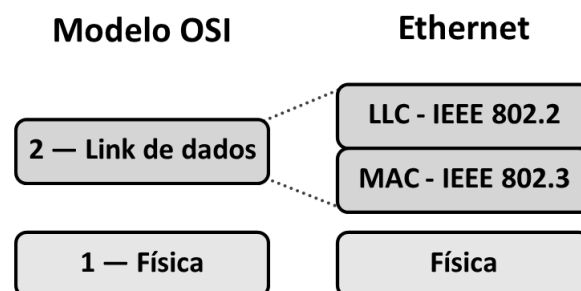 Modelo OSI
Ethernet
LLC - IEEE 802.2
2 — Link de dados
MAC - IEEE 802.3
1 — Física
Física